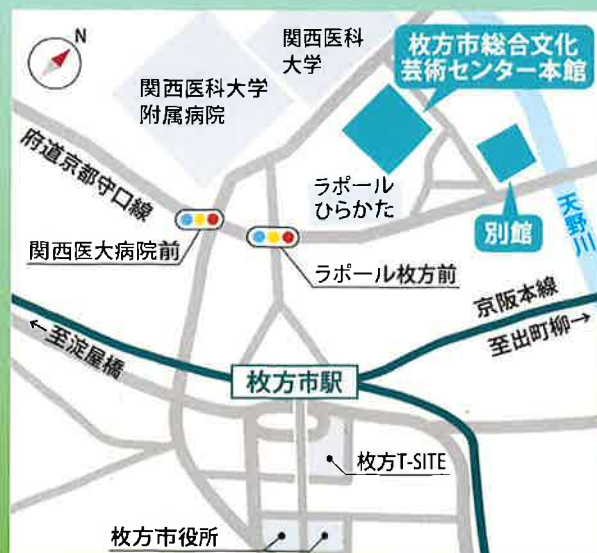 N
関西医科
大学
枚方市総合文化
芸術センター本館
関西医科大学
附属病院
府道京都守口線
ラポール
ひらかた
別館
天野川
関西医大病院前
ラポール枚方前
京阪本線
至出町柳→
←至淀屋橋
枚方市駅
枚方T-SITE
枚方市役所